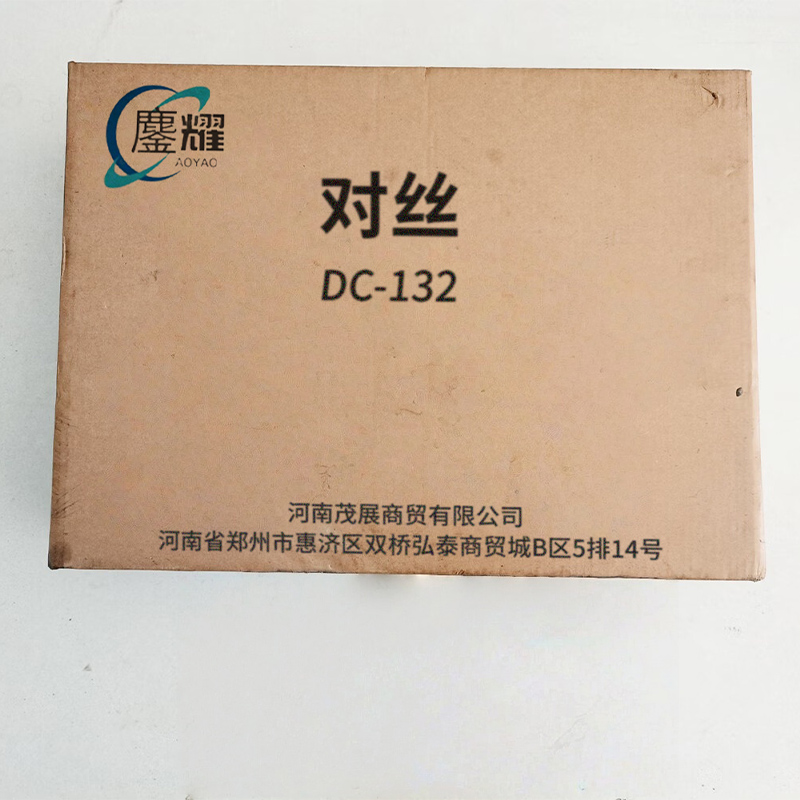 鏖耀
AOYAO
对丝
DC-132
河南茂展商贸有限公司
河南省郑州市惠济区双桥弘泰商贸城B区5排14号